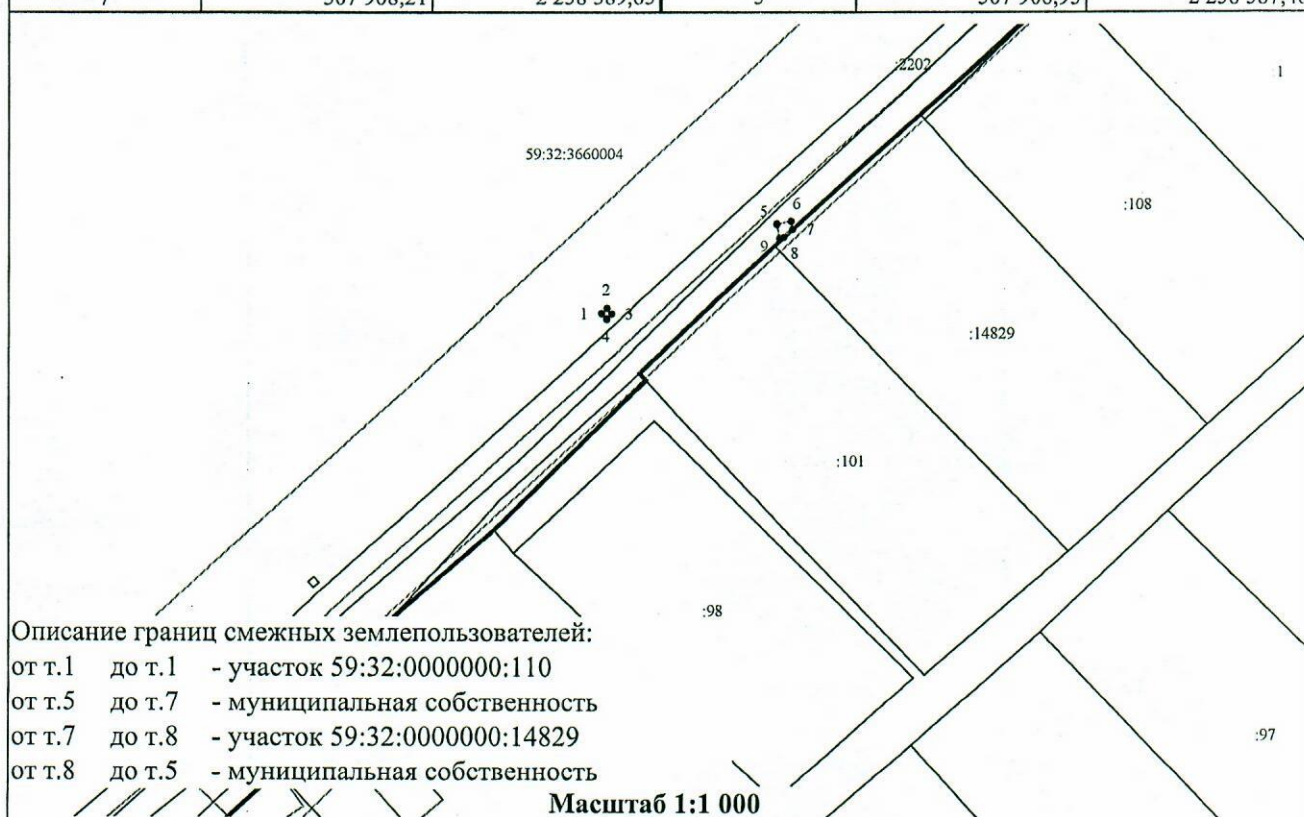 :2202
:1
59:32:3660004
:108
5 6
7
9 8
2
1 3
4
:14829
:101
:98
Описание границ смежных землепользователей:
от т.1 до т.1 - участок 59:32:0000000:110
от т.5 до т.7 - муниципальная собственность
от т.7 до т.8 - участок 59:32:0000000:14829
от т.8 до т.5 - муниципальная собственность
:97
Масштаб 1:1 000